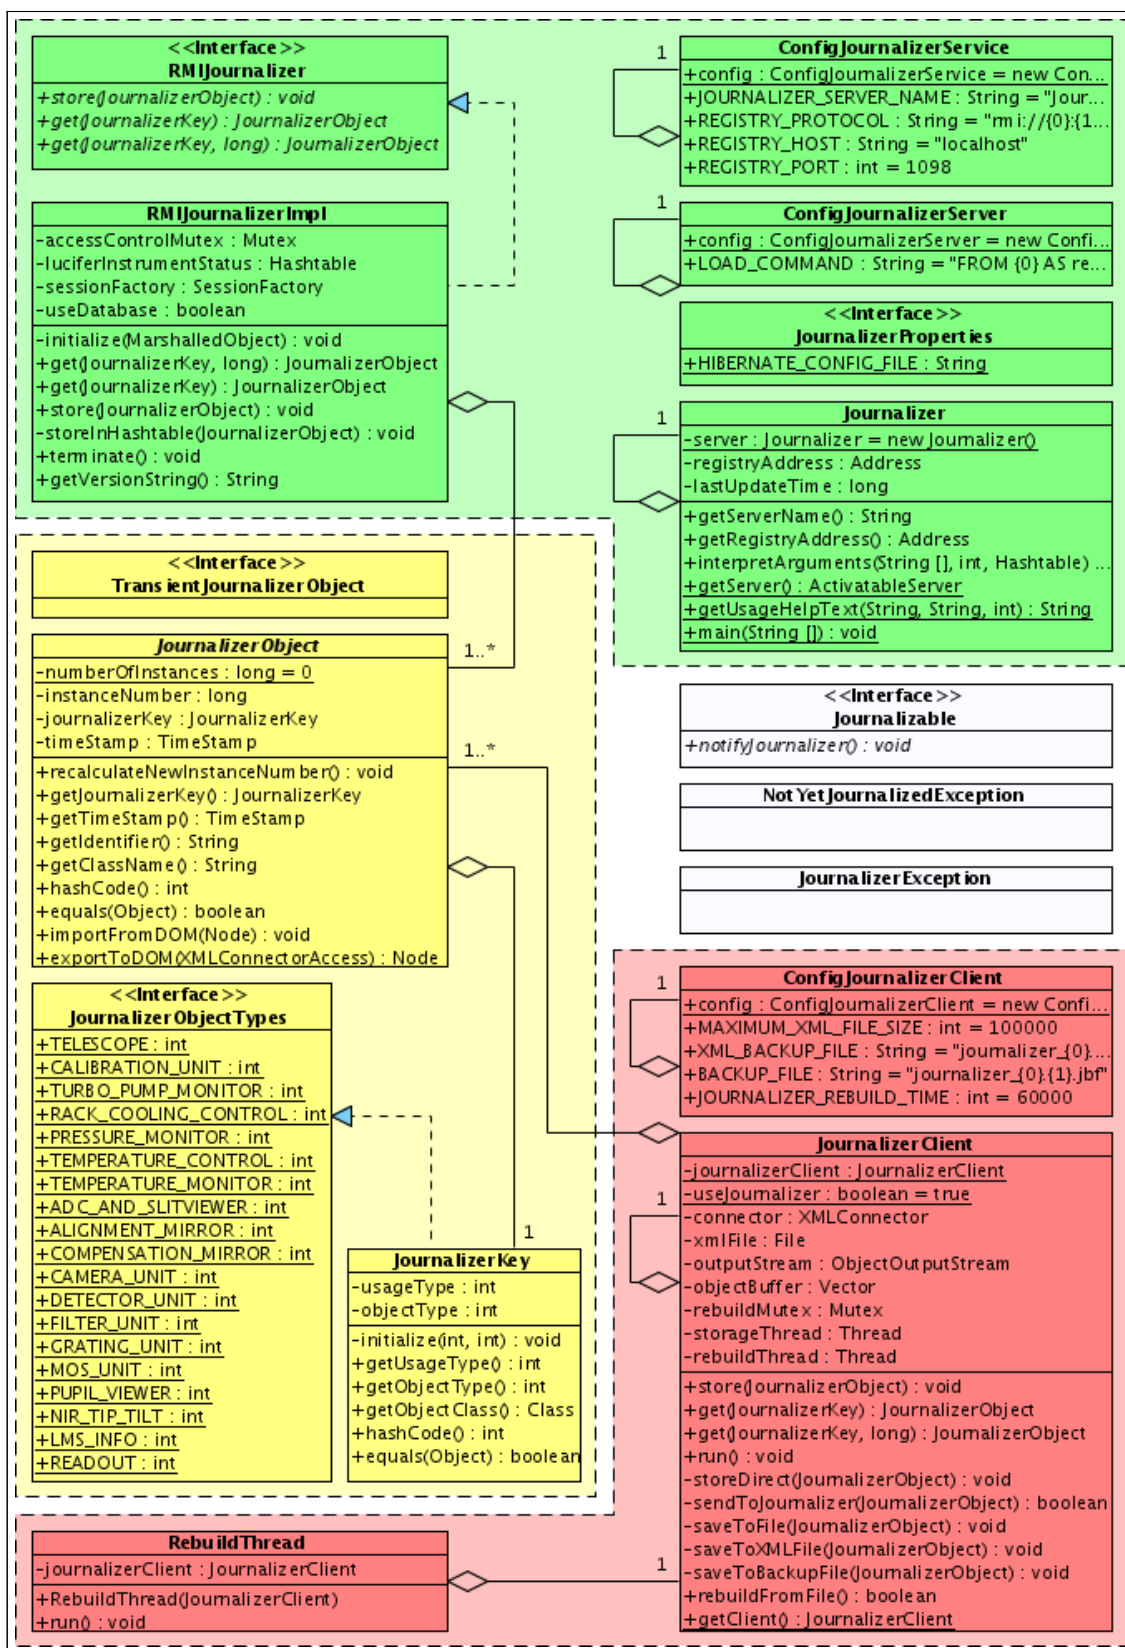 <<Interface>>
RMIJournalizer
+store(JournalizerObject) : void
+get(JournalizerKey) : JournalizerObject
+get(JournalizerKey, long) : JournalizerObject
RMIJournalizerImpl
-accessControlMutex : Mutex
-luciferInstrumentStatus : Hashtable
-sessionFactory : SessionFactory
-useDatabase : boolean
-initialize(MarshalledObject) : void
+get(JournalizerKey, long) : JournalizerObject
+get(JournalizerKey) : JournalizerObject
+store(JournalizerObject) : void
-storeInHashtable(JournalizerObject) : void
+terminate() : void
+getVersionString() : String
1
ConfigJournalizerService
+config : ConfigJournalizerService = new Con...
+JOURNALIZER_SERVER_NAME : String = "Jour...
+REGISTRY_PROTOCOL : String = "rmi://{0}:{1...
+REGISTRY_HOST : String = "localhost"
+REGISTRY_PORT : int = 1098
1
ConfigJournalizerServer
+config : ConfigJournalizerServer = new Confi...
+LOAD_COMMAND : String = "FROM {0} AS re...
<<Interface>>
JournalizerProperties
+HIBERNATE_CONFIG_FILE : String
1
Journalizer
-server : Journalizer = new Journalizer()
-registryAddress : Address
-lastUpdateTime : long
+getServerName() : String
+getRegistryAddress() : Address
+interpretArguments(String [], int, Hashtable) ...
+getServer() : ActivatableServer
+getUsageHelpText(String, String, int) : String
+main(String []) : void
<<Interface>>
TransientJournalizerObject
JournalizerObject
-numberOfInstances : long = 0
-instanceNumber : long
-journalizerKey : JournalizerKey
-timeStamp : TimeStamp
+recalculateNewInstanceNumber() : void
+getJournalizerKey() : JournalizerKey
+getTimeStamp() : TimeStamp
+getIdentifier() : String
+getClassName() : String
+hashCode() : int
+equals(Object) : boolean
+importFromDOM(Node) : void
+exportToDOM(XMLConnectorAccess) : Node
1..*
1..*
<<Interface>>
Journalizable
+notifyJournalizer() : void
NotYetJournalizedException
JournalizerException
<<Interface>>
JournalizerObjectTypes
+TELESCOPE : int
+CALIBRATION_UNIT : int
+TURBO_PUMP_MONITOR : int
+RACK_COOLING_CONTROL : int
+PRESSURE_MONITOR : int
+TEMPERATURE_CONTROL : int
+TEMPERATURE_MONITOR : int
+ADC_AND_SLITVIEWER : int
+ALIGNMENT_MIRROR : int
+COMPENSATION_MIRROR : int
+CAMERA_UNIT : int
+DETECTOR_UNIT : int
+FILTER_UNIT : int
+GRATING_UNIT : int
+MOS_UNIT : int
+PUPIL_VIEWER : int
+NIR_TIP_TILT : int
+LMS_INFO : int
+READOUT : int
1
JournalizerKey
-usageType : int
-objectType : int
-initialize(int, int) : void
+getUsageType() : int
+getObjectType() : int
+getObjectClass() : Class
+hashCode() : int
+equals(Object) : boolean
1
ConfigJournalizerClient
+config : ConfigJournalizerClient = new Confi...
+MAXIMUM_XML_FILE_SIZE : int = 100000
+XML_BACKUP_FILE : String = "journalizer_{0}....
+BACKUP_FILE : String = "journalizer_{0}.{1}.jbf"
+JOURNALIZER_REBUILD_TIME : int = 60000
1
JournalizerClient
-journalizerClient : JournalizerClient
-useJournalizer : boolean = true
-connector : XMLConnector
-xmlFile : File
-outputStream : ObjectOutputStream
-objectBuffer : Vector
-rebuildMutex : Mutex
-storageThread : Thread
-rebuildThread : Thread
+store(JournalizerObject) : void
+get(JournalizerKey) : JournalizerObject
+get(JournalizerKey, long) : JournalizerObject
+run() : void
-storeDirect(JournalizerObject) : void
-sendToJournalizer(JournalizerObject) : boolean
-saveToFile(JournalizerObject) : void
-saveToXMLFile(JournalizerObject) : void
-saveToBackupFile(JournalizerObject) : void
+rebuildFromFile() : boolean
+getClient() : JournalizerClient
RebuildThread
-journalizerClient : JournalizerClient
+RebuildThread(JournalizerClient)
+run() : void
1